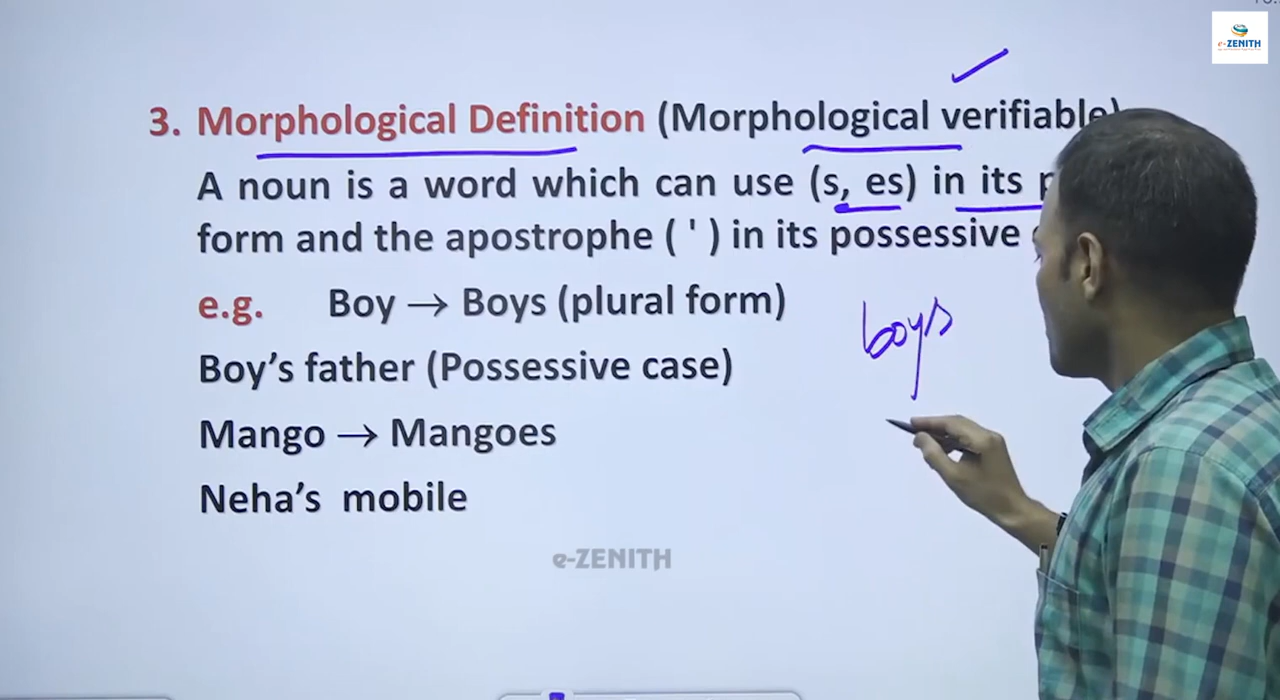 e-ZENITH
3. Morphological Definition (Morphological verifiable)
A noun is a word which can use (s, es) in its
form and the apostrophe ( ' ) in its possessive
e.g. Boy → Boys (plural form)
boys
Boy’s father (Possessive case)
Mango → Mangoes
Neha’s mobile
e-ZENITH